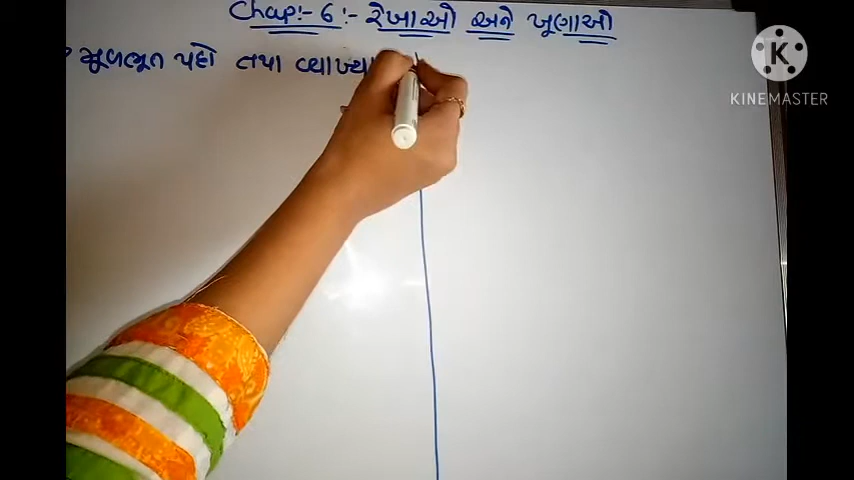 Chap:- 6 :- રેખાઓ અને ખૂણાઓ
મૂળભૂત પદો તથા વ્યાખ્યા
K
KINEMASTER